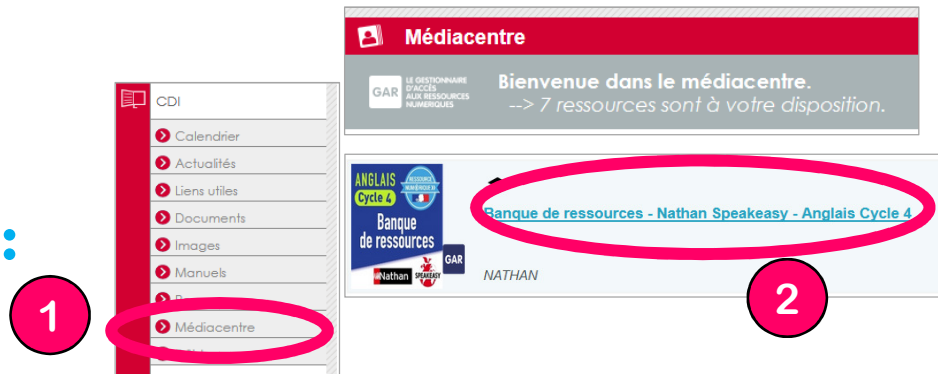 Médiacentre
GAR
LE GESTIONNAIRE
D'ACCÈS
AUX RESSOURCES
NUMÉRIQUES
Bienvenue dans le médiacentre.
--> 7 ressources sont à votre disposition.
CDI
Calendrier
Actualités
Liens utiles
Documents
Images
Manuels
Médiacentre
:
1
ANGLAIS
Cycle 4
Banque
de ressources
GAR
Nathan SPEAKEASY
Banque de ressources - Nathan Speakeasy - Anglais Cycle 4
NATHAN
2